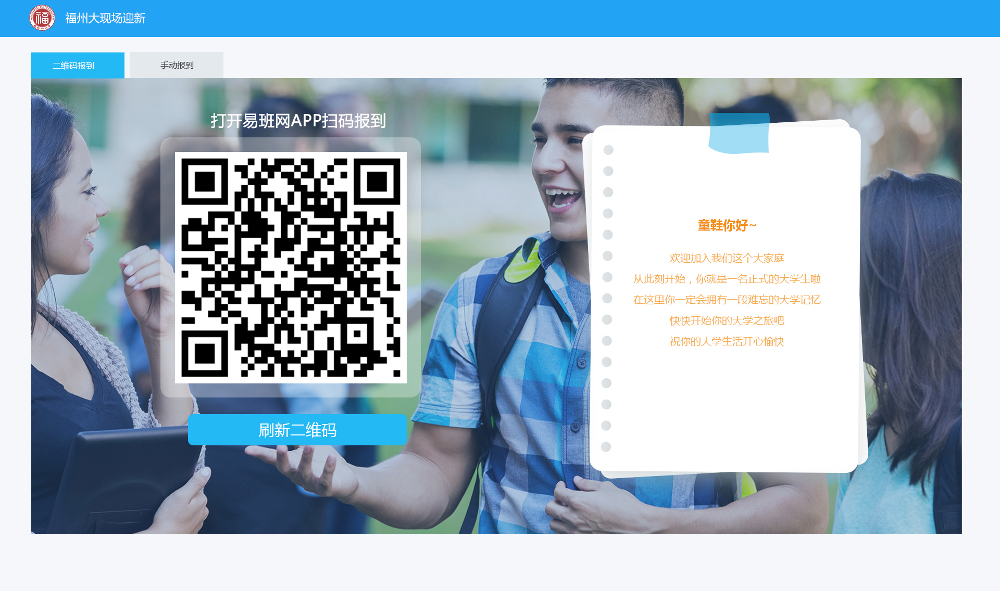 福州大现场迎新
二维码报到
手动报到
打开易班网APP扫码报到
刷新二维码
童鞋你好~
欢迎加入我们这个大家庭
从此刻开始，你就是一名正式的大学生啦
在这里你一定会拥有一段难忘的大学记忆
快快开始你的大学之旅吧
祝你的大学生活开心愉快
福